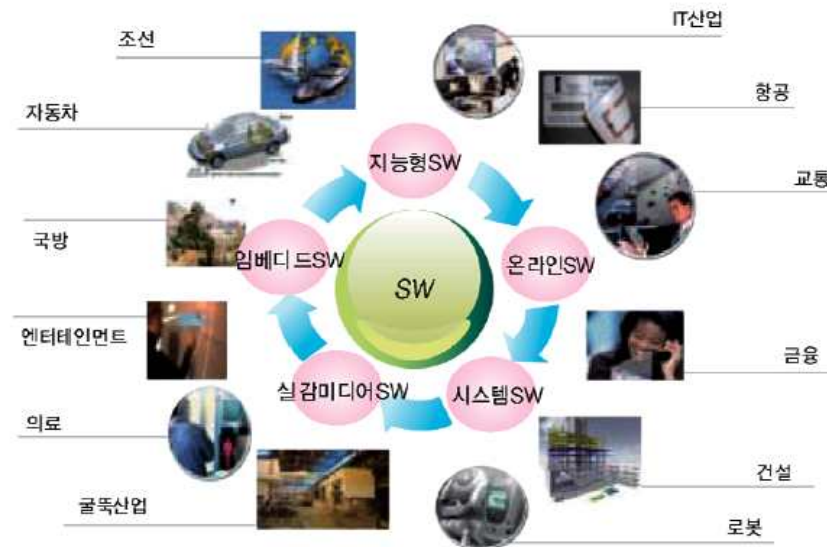 조선
IT산업
자동차
항공
지능형SW
교통
국방
임베디드SW
온라인SW
SW
엔터테인먼트
금융
실감미디어SW
시스템SW
의료
건설
굴뚝산업
로봇